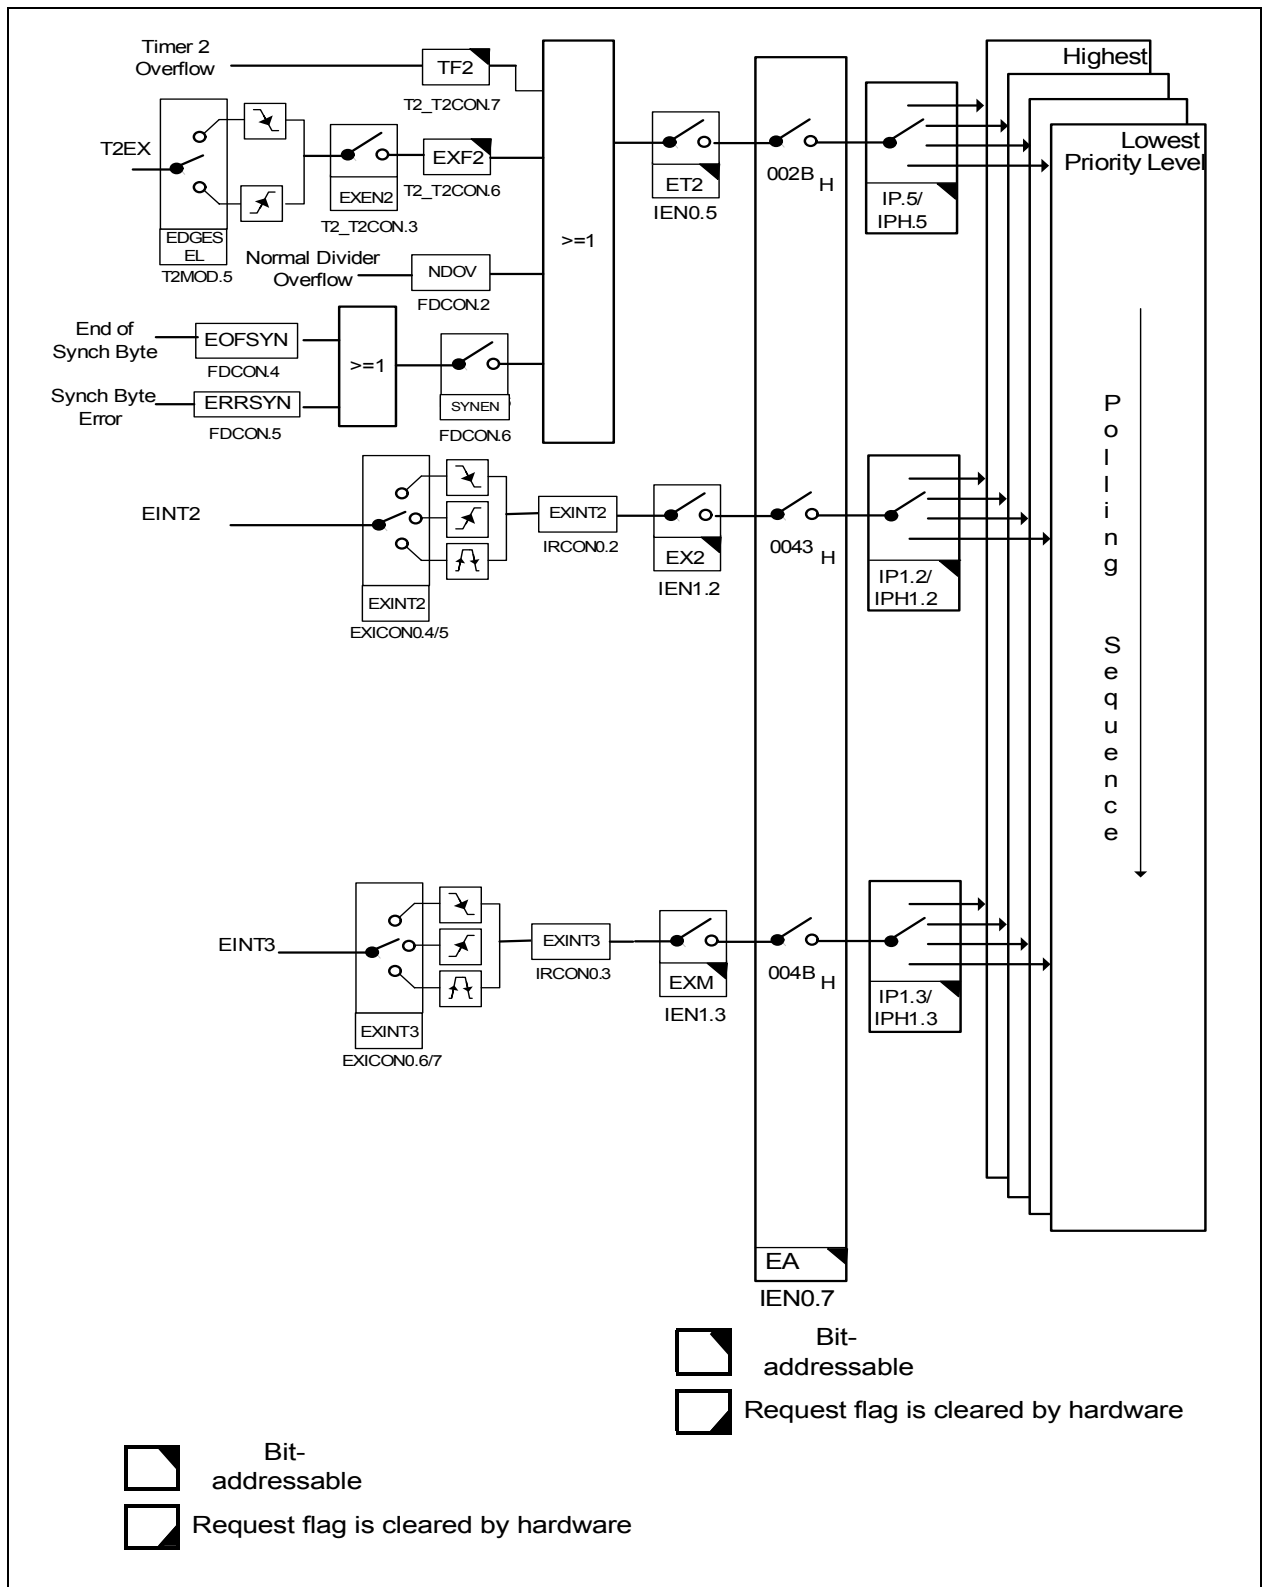 Timer 2
Overflow
TF2
T2_T2CON.7
T2EX
EDGES
EL
T2MOD.5
EXEN2
T2_T2CON.3
EXF2
T2_T2CON.6
Normal Divider
Overflow
NDOV
FDCON.2
End of
Synch Byte
EOFSYN
FDCON.4
Synch Byte
Error
ERRSYN
FDCON.5
>=1
SYNEN
FDCON.6
>=1
ET2
IEN0.5
002B H
IP.5/
IPH.5
Highest
Lowest
Priority Level
EINT2
EXINT2
EXICON0.4/5
EXINT2
IRCON0.2
EX2
IEN1.2
0043 H
IP1.2/
IPH1.2
Polling Sequence
EINT3
EXINT3
EXICON0.6/7
EXINT3
IRCON0.3
EXM
IEN1.3
004B H
IP1.3/
IPH1.3
EA
IEN0.7
Bit-
addressable
Request flag is cleared by hardware
Bit-
addressable
Request flag is cleared by hardware